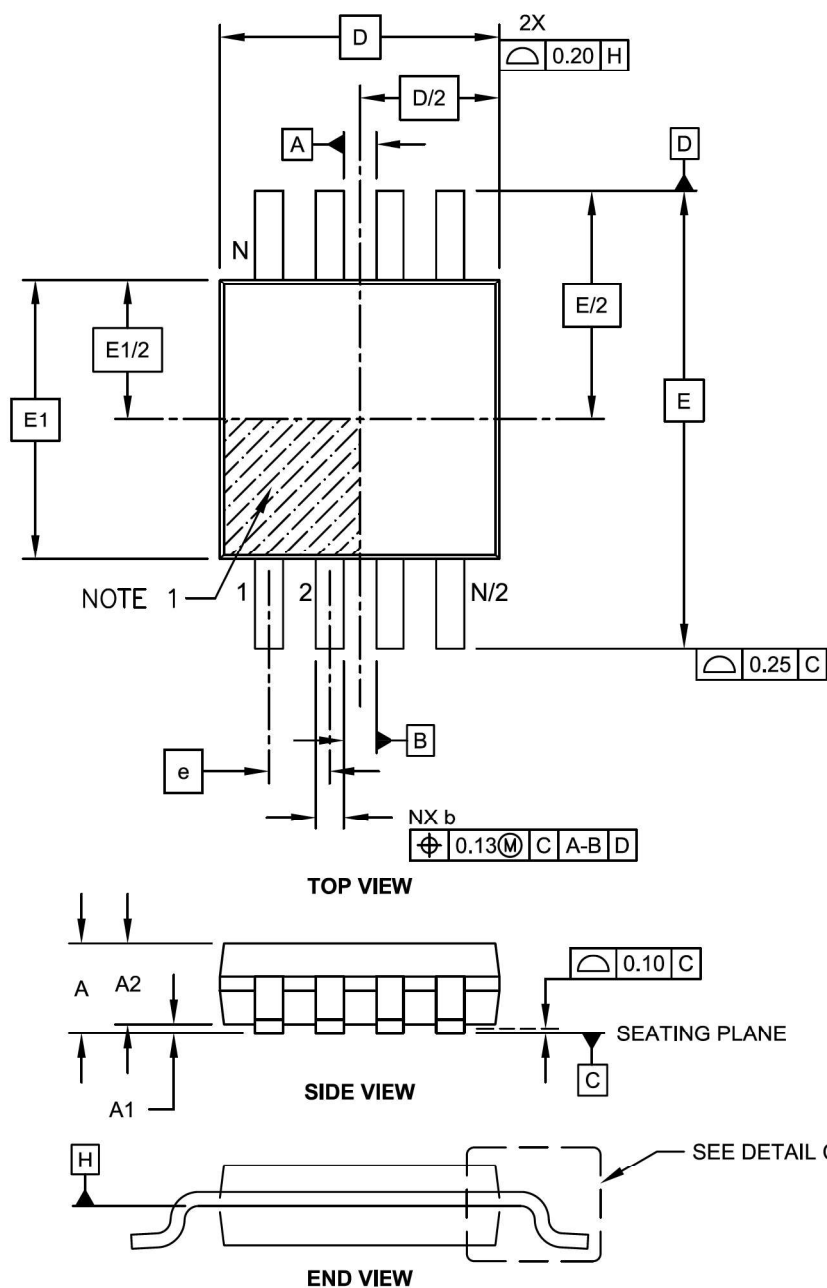 D
2X
0.20 H
D/2
A
D
N
E1/2
E/2
E1
E
NOTE 1
1
2
N/2
0.25 C
B
e
NX b
0.13Ⓜ C A-B D
TOP VIEW
A
A2
0.10 C
SEATING PLANE
C
A1
SIDE VIEW
H
SEE DETAIL C
END VIEW